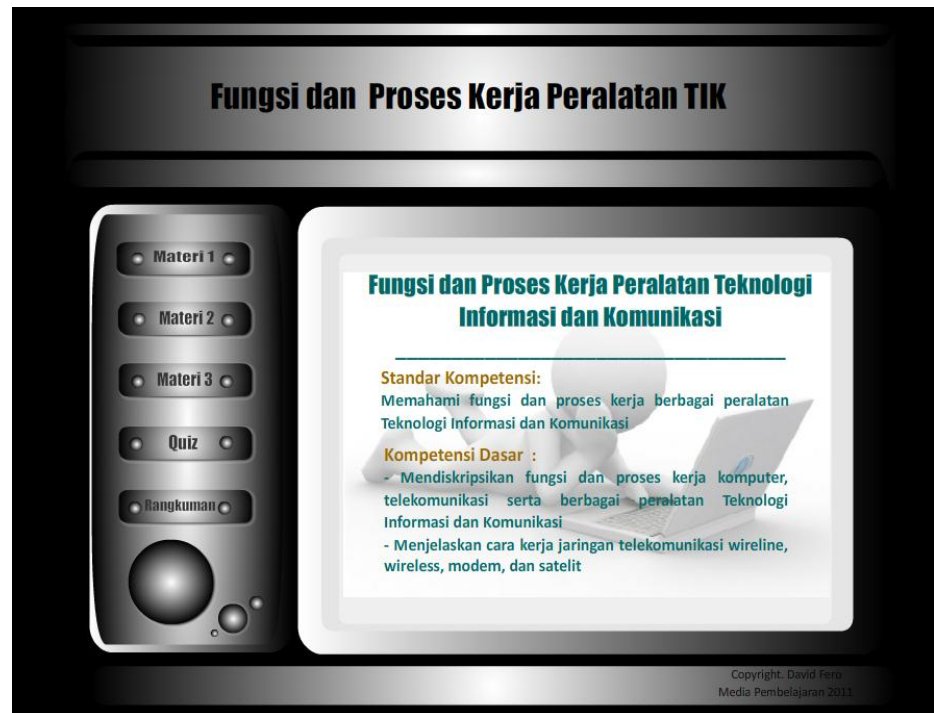 Fungsi dan Proses Kerja Peralatan TIK
Materi 1
Materi 2
Materi 3
Quiz
Rangkuman
Fungsi dan Proses Kerja Peralatan Teknologi
Informasi dan Komunikasi
Standar Kompetensi:
Memahami fungsi dan proses kerja berbagai peralatan
Teknologi Informasi dan Komunikasi
Kompetensi Dasar :
- Mendiskripsikan fungsi dan proses kerja komputer,
telekomunikasi serta berbagai peralatan Teknologi
Informasi dan Komunikasi
- Menjelaskan cara kerja jaringan telekomunikasi wireline,
wireless, modem, dan satelit
Copyright. David Fero
Media Pembelajaran 2011